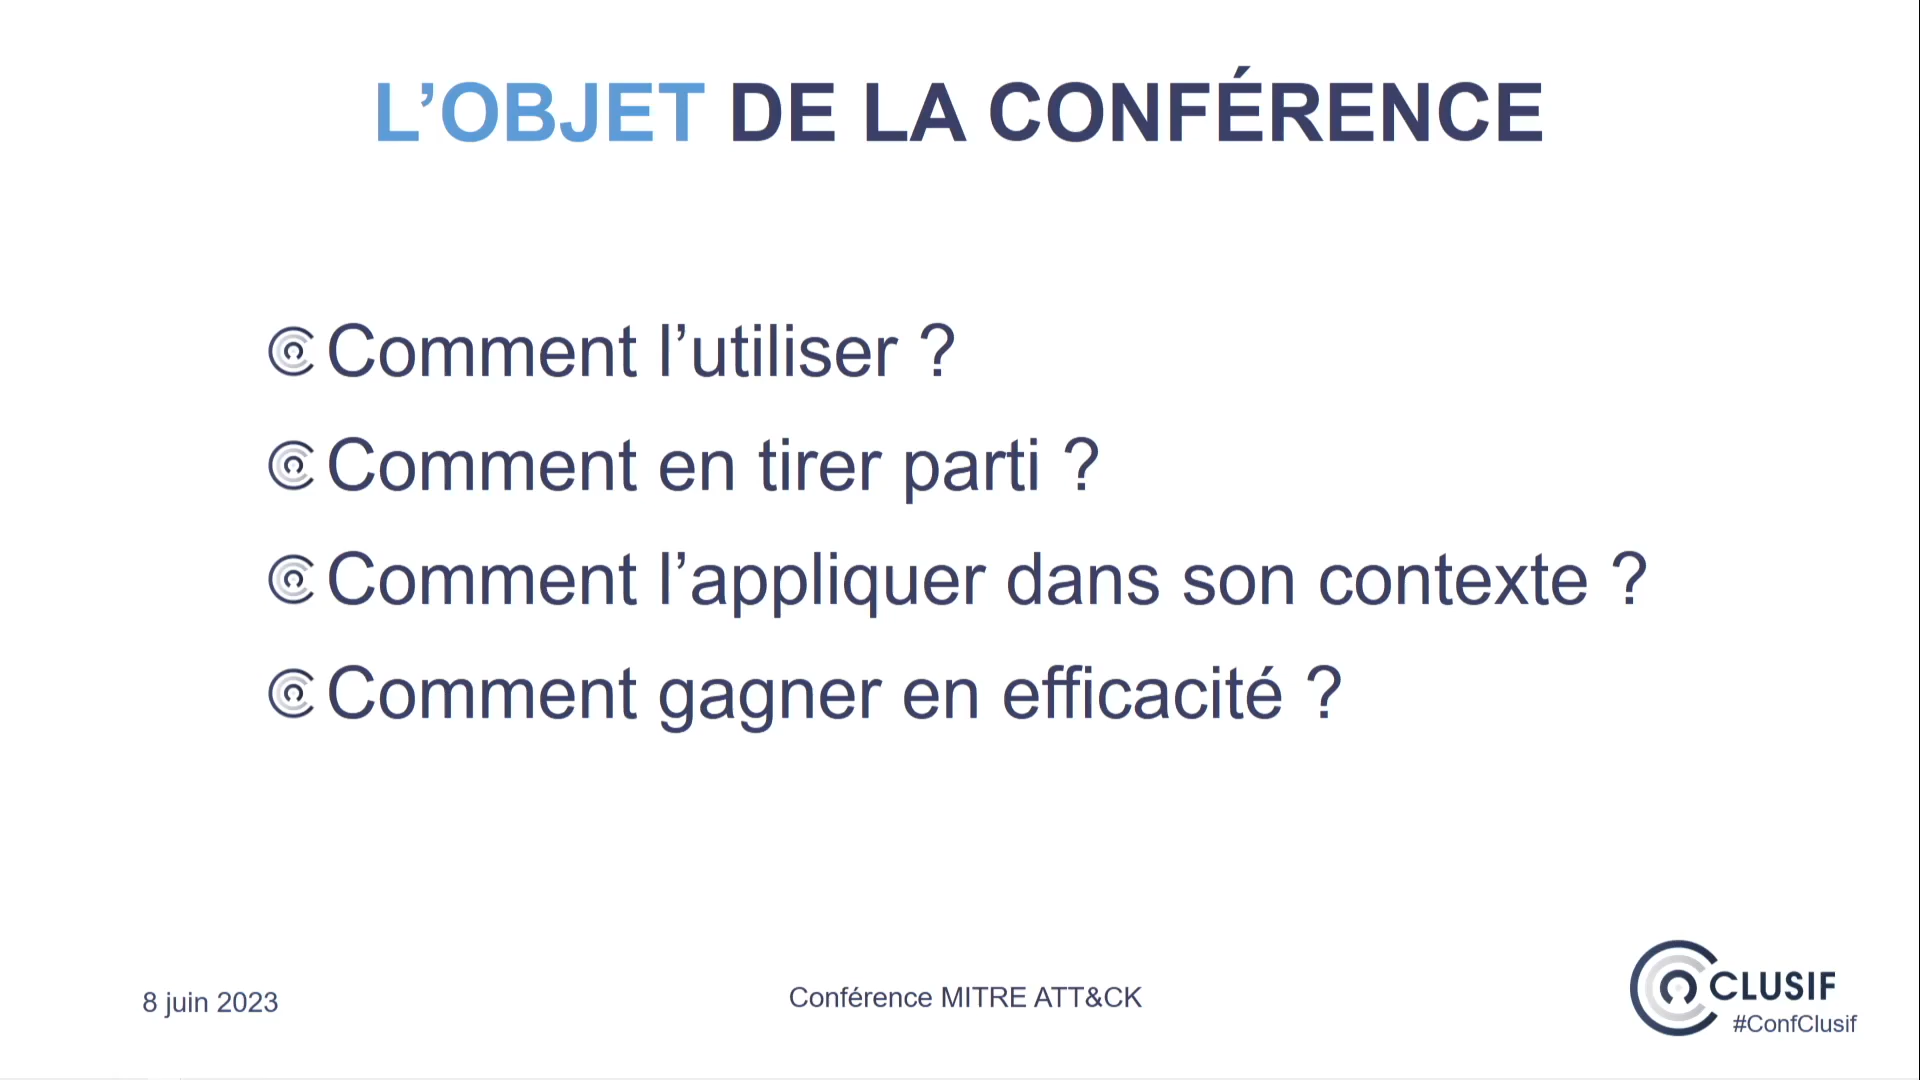 L’OBJET DE LA CONFÉRENCE
Comment l’utiliser ?
Comment en tirer parti ?
Comment l’appliquer dans son contexte ?
Comment gagner en efficacité ?
8 juin 2023
Conférence MITRE ATT&CK
CLUSIF
#ConfClusif